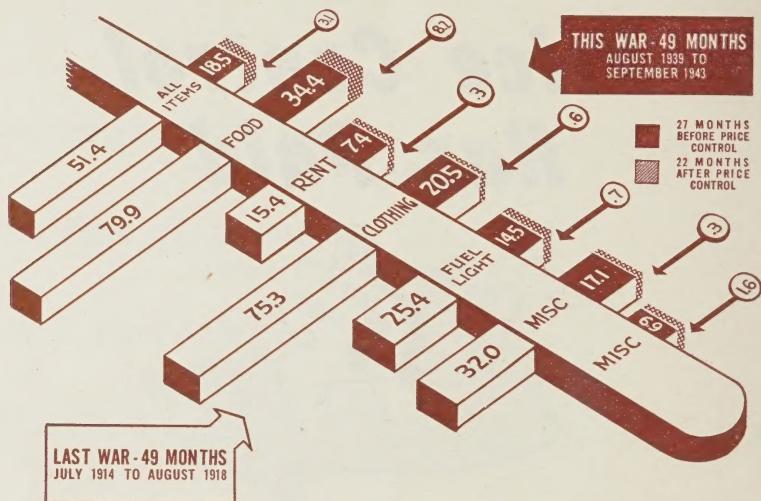 THIS WAR - 49 MONTHS
AUGUST 1939 TO
SEPTEMBER 1943
27 MONTHS
BEFORE PRICE
CONTROL
22 MONTHS
AFTER PRICE
CONTROL
3.1
8.2
.3
.6
.7
.3
1.6
18.5
34.4
7.4
20.5
14.5
17.1
6.9
ALL
ITEMS
FOOD
RENT
CLOTHING
FUEL
LIGHT
MISC
MISC
51.4
79.9
15.4
75.3
25.4
32.0
LAST WAR - 49 MONTHS
JULY 1914 TO AUGUST 1918